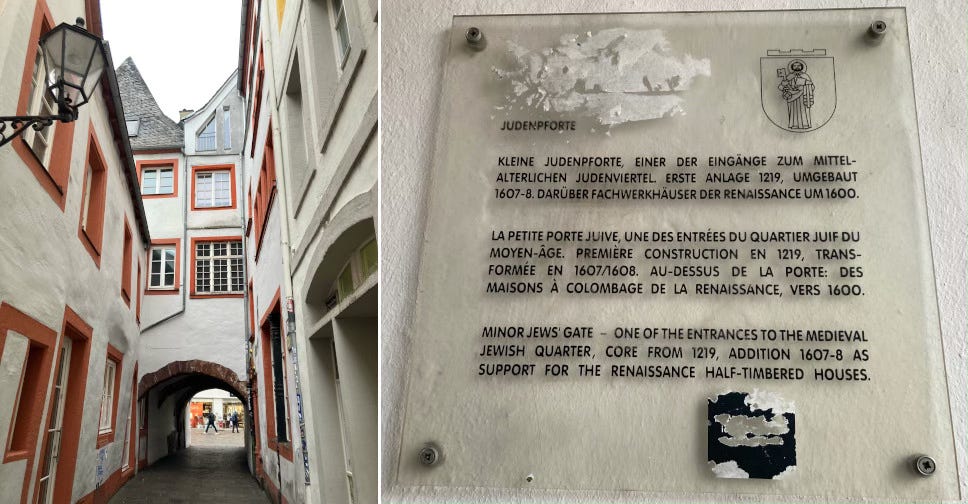 JUDENPFORTE
KLEINE JUDENPFORTE, EINER DER EINGÄNGE ZUM MITTEL-
ALTERLICHEN JUDENVIERTEL. ERSTE ANLAGE 1219, UMGEBAUT
1607-8. DARÜBER FACHWERKHÄUSER DER RENAISSANCE UM 1600.
LA PETITE PORTE JUIVE, UNE DES ENTRÉES DU QUARTIER JUIF DU
MOYEN-ÂGE. PREMIÈRE CONSTRUCTION EN 1219, TRANS-
FORMÉE EN 1607/1608. AU-DESSUS DE LA PORTE: DES
MAISONS À COLOMBAGE DE LA RENAISSANCE, VERS 1600.
MINOR JEWS' GATE – ONE OF THE ENTRANCES TO THE MEDIEVAL
JEWISH QUARTER, CORE FROM 1219, ADDITION 1607-8 AS
SUPPORT FOR THE RENAISSANCE HALF-TIMBERED HOUSES.